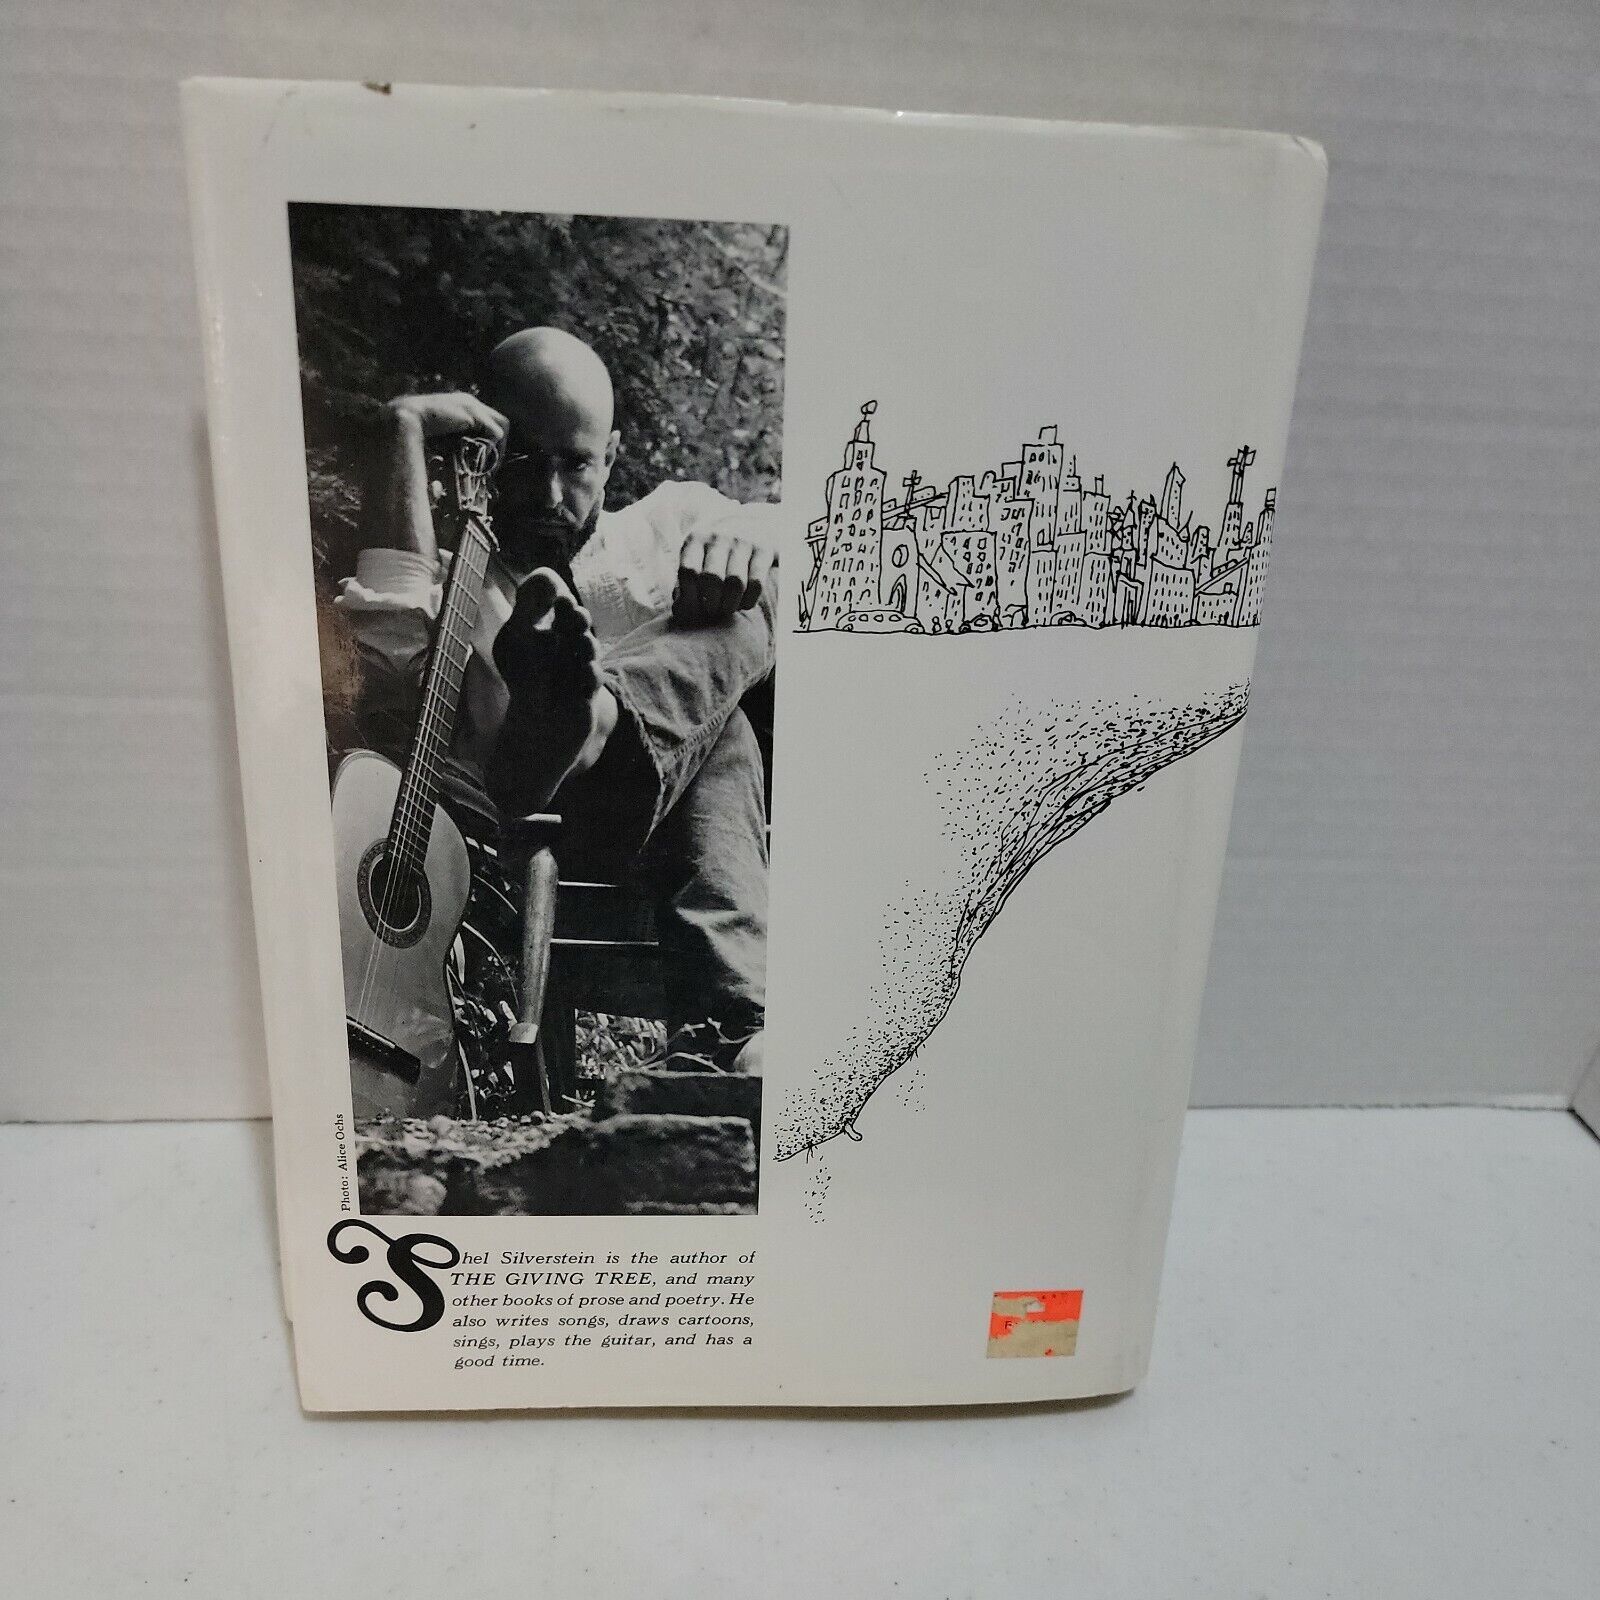 Photo: Alice Ochs
Shel Silverstein is the author of
THE GIVING TREE, and many
other books of prose and poetry. He
also writes songs, draws cartoons,
sings, plays the guitar, and has a
good time.